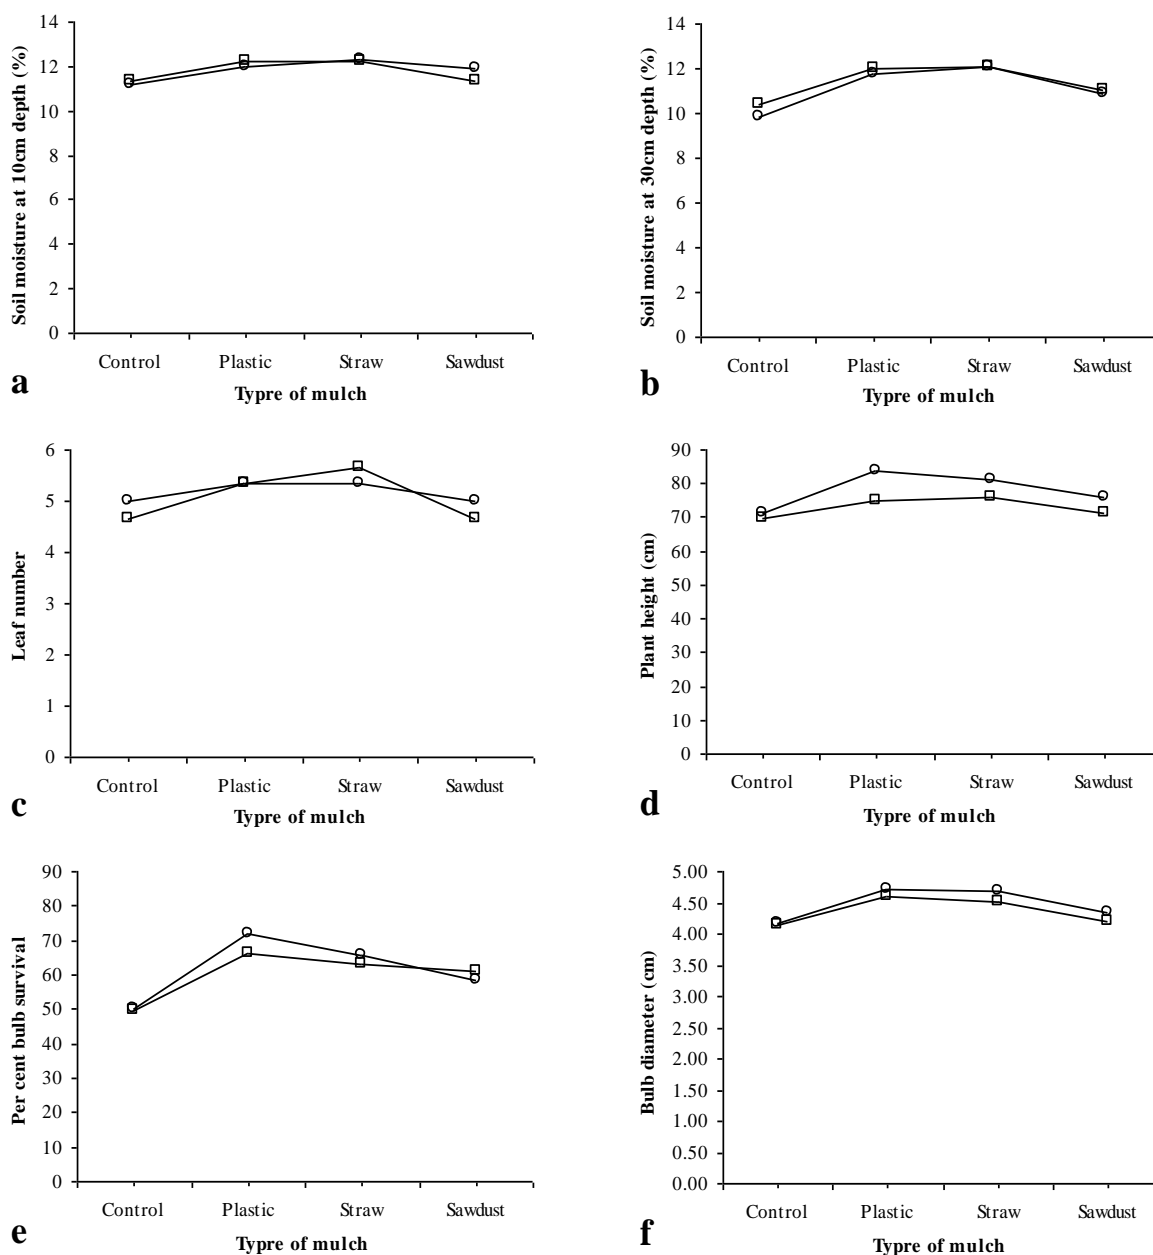 Soil moisture at 10cm depth (%)
14
12
10
8
6
4
2
0
Control Plastic Straw Sawdust
a
Typre of mulch
Soil moisture at 30cm depth (%)
14
12
10
8
6
4
2
0
Control Plastic Straw Sawdust
b
Typre of mulch
Leaf number
6
5
4
3
2
1
0
Control Plastic Straw Sawdust
c
Typre of mulch
Plant height (cm)
90
80
70
60
50
40
30
20
10
0
Control Plastic Straw Sawdust
d
Typre of mulch
Per cent bulb survival
90
80
70
60
50
40
30
20
10
0
Control Plastic Straw Sawdust
e
Typre of mulch
Bulb diameter (cm)
5.00
4.50
4.00
3.50
3.00
2.50
2.00
1.50
1.00
0.50
0.00
Control Plastic Straw Sawdust
f
Typre of mulch